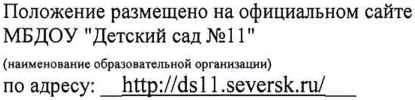 Положение размещено на официальном сайте
МБДОУ "Детский сад №11"
(наименование образовательной организации)
по адресу: http://ds11.seversk.ru/